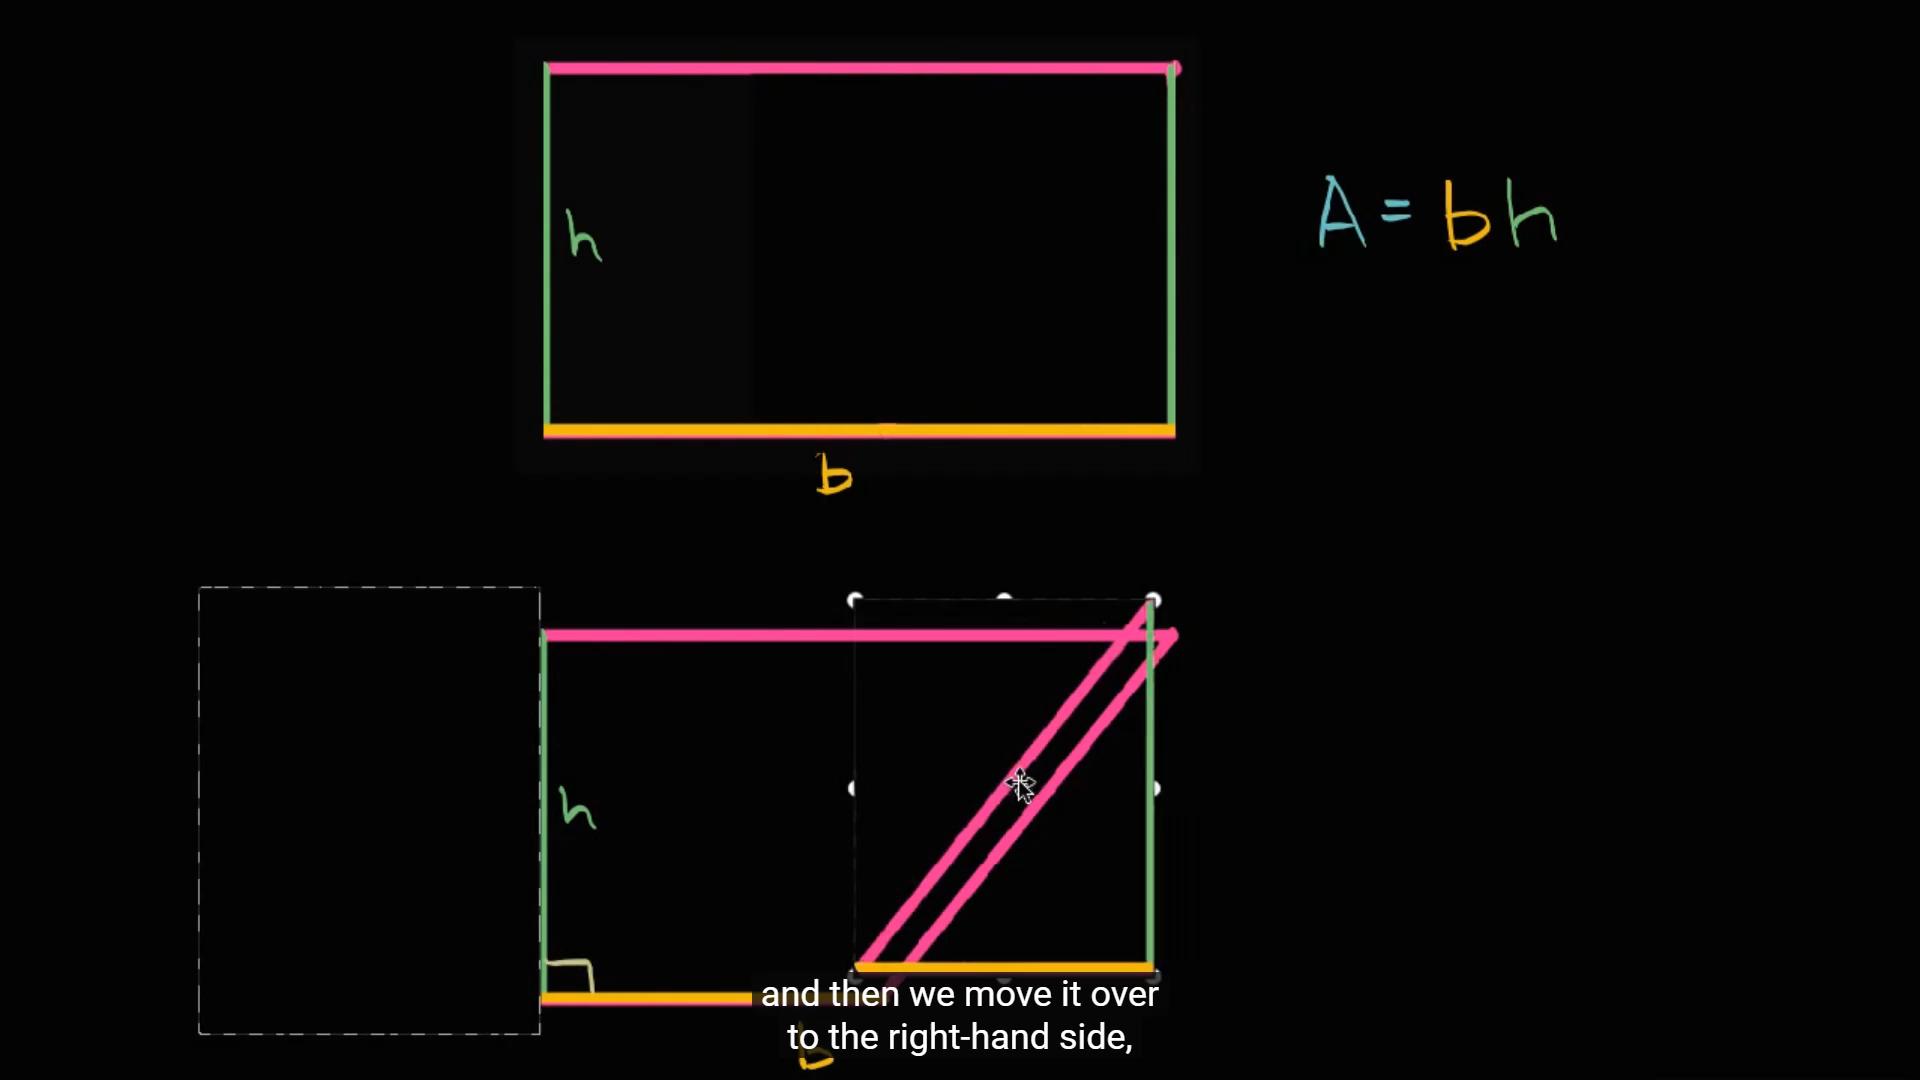 h
A = bh
b
h
and then we move it over
to the right-hand side,
b